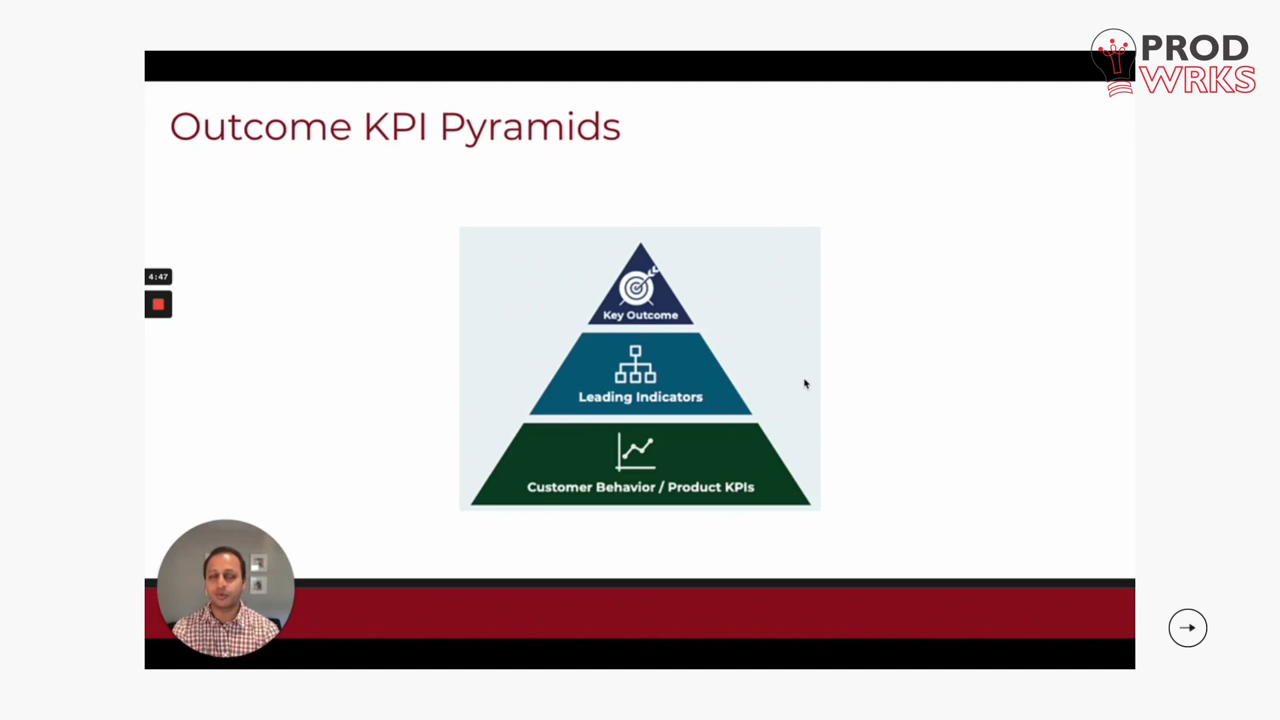 PROD
WRKS
Outcome KPI Pyramids
4:47
Key Outcome
Leading Indicators
Customer Behavior / Product KPIs